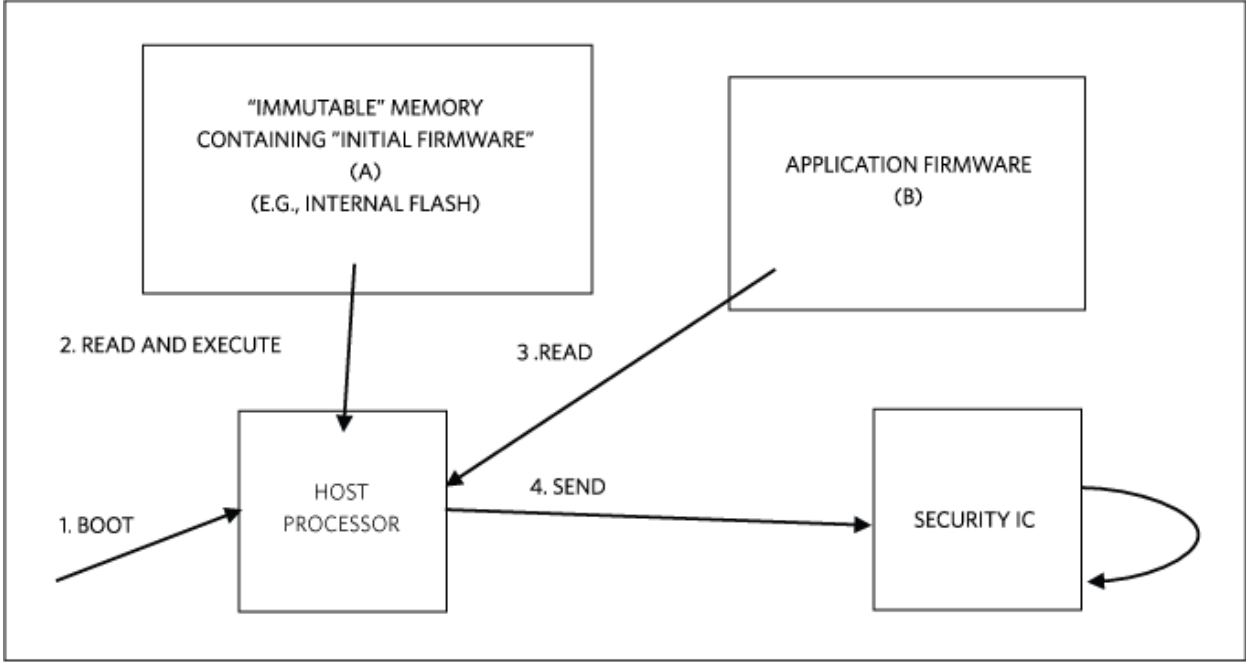 “IMMUTABLE” MEMORY
CONTAINING “INITIAL FIRMWARE”
(A)
(E.G., INTERNAL FLASH)
APPLICATION FIRMWARE
(B)
2. READ AND EXECUTE
3 .READ
HOST
PROCESSOR
4. SEND
1. BOOT
SECURITY IC